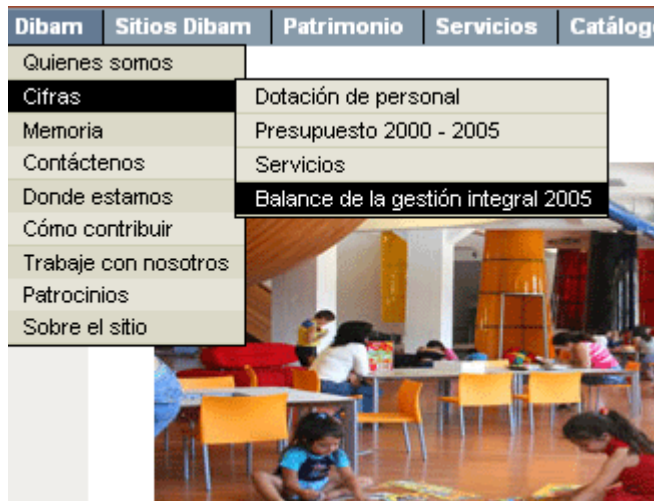 Dibam Sitios Dibam Patrimonio Servicios
Quienes somos
Cifras
Memoria
Contáctenos
Donde estamos
Cómo contribuir
Trabaje con nosotros
Patrocinios
Sobre el sitio
Dotación de personal
Presupuesto 2000 - 2005
Servicios
Balance de la gestión integral 2005